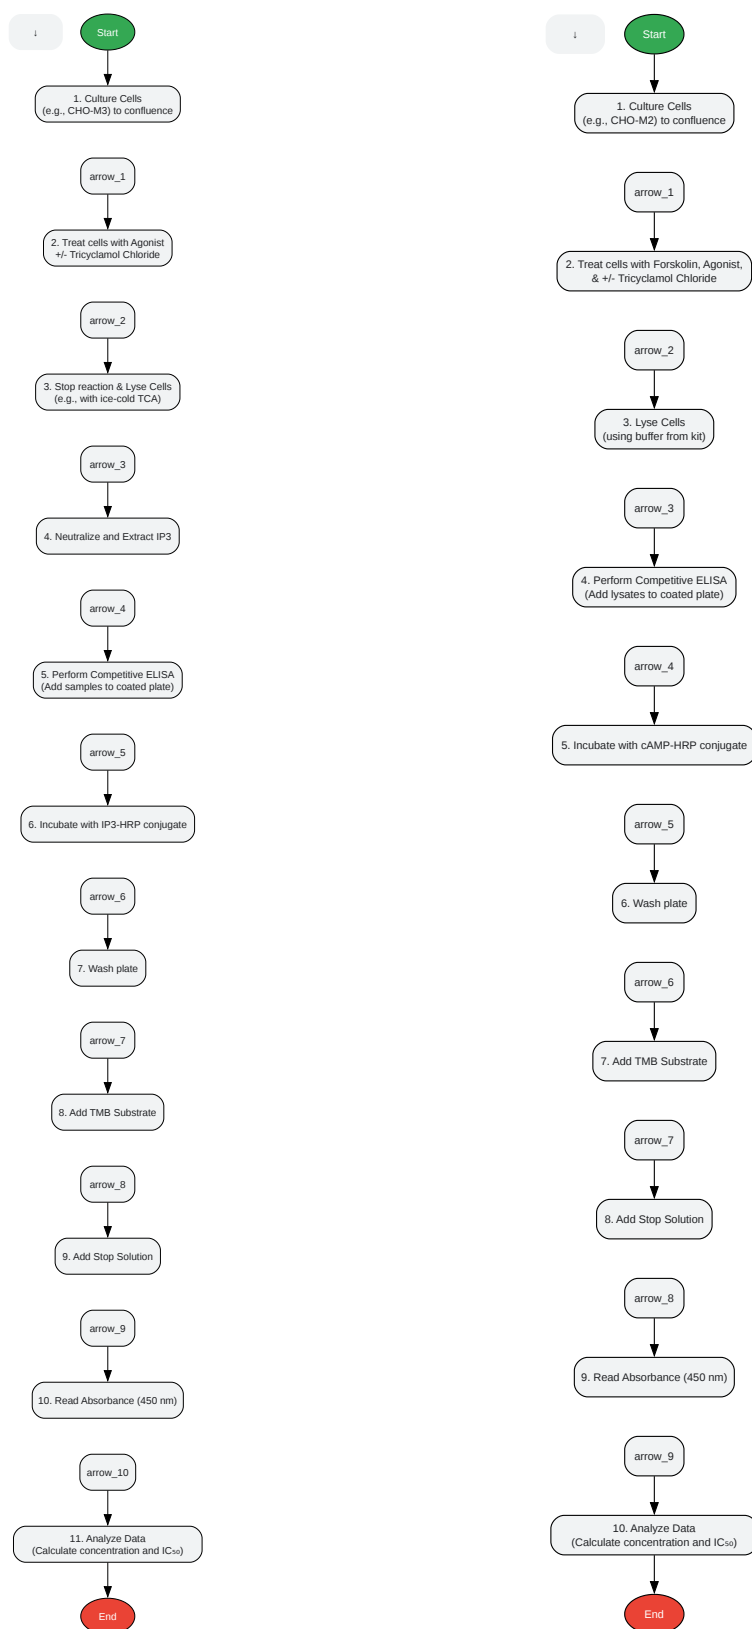 ↓
Start
1. Culture Cells
(e.g., CHO-M3) to confluence
arrow_1
2. Treat cells with Agonist
+/- Tricyclamol Chloride
arrow_2
3. Stop reaction & Lyse Cells
(e.g., with ice-cold TCA)
arrow_3
4. Neutralize and Extract IP3
arrow_4
5. Perform Competitive ELISA
(Add samples to coated plate)
arrow_5
6. Incubate with IP3-HRP conjugate
arrow_6
7. Wash plate
arrow_7
8. Add TMB Substrate
arrow_8
9. Add Stop Solution
arrow_9
10. Read Absorbance (450 nm)
arrow_10
11. Analyze Data
(Calculate concentration and IC₅₀)
End
↓
Start
1. Culture Cells
(e.g., CHO-M2) to confluence
arrow_1
2. Treat cells with Forskolin, Agonist,
& +/- Tricyclamol Chloride
arrow_2
3. Lyse Cells
(using buffer from kit)
arrow_3
4. Perform Competitive ELISA
(Add lysates to coated plate)
arrow_4
5. Incubate with cAMP-HRP conjugate
arrow_5
6. Wash plate
arrow_6
7. Add TMB Substrate
arrow_7
8. Add Stop Solution
arrow_8
9. Read Absorbance (450 nm)
arrow_9
10. Analyze Data
(Calculate concentration and IC₅₀)
End